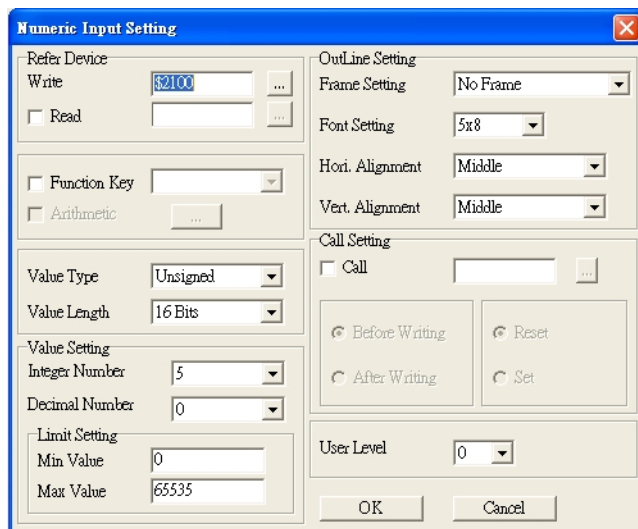 Numeric Input Setting
Refer Device
Write $2100 ...
Read ...
Function Key
Arithmetic ...
Value Type Unsigned
Value Length 16 Bits
Value Setting
Integer Number 5
Decimal Number 0
Limit Setting
Min Value 0
Max Value 65535
OutLine Setting
Frame Setting No Frame
Font Setting 5x8
Hori. Alignment Middle
Vert. Alignment Middle
Call Setting
Call ...
Before Writing Reset
After Writing Set
User Level 0
OK Cancel